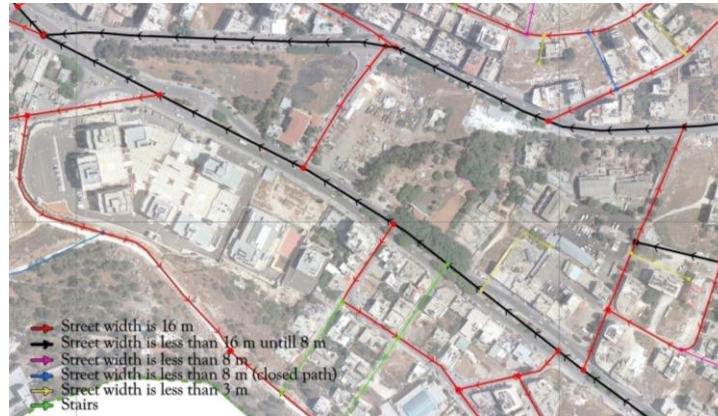 Street width is 16 m
Street width is less than 16 m untill 8 m
Street width is less than 8 m
Street width is less than 8 m (closed path)
Street width is less than 3 m
Stairs